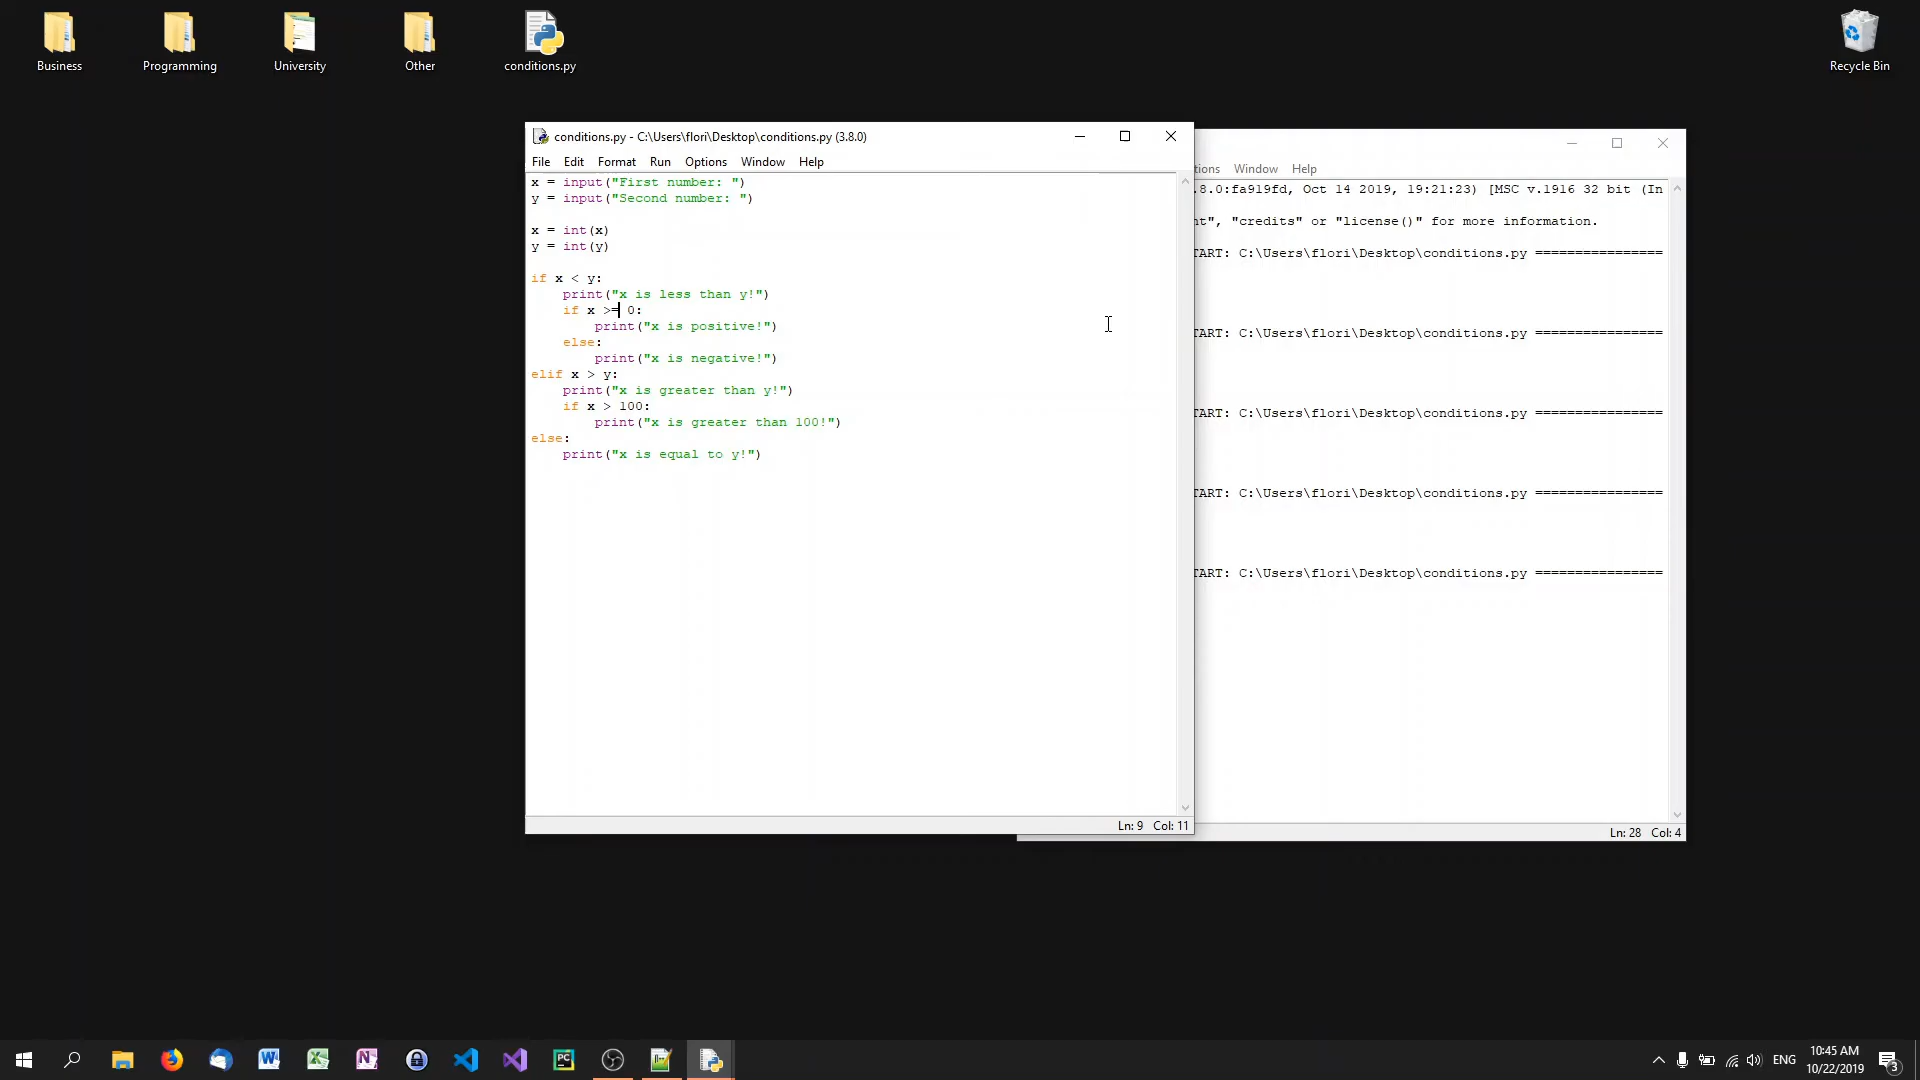 Business
Programming
University
Other
conditions.py
Recycle Bin
conditions.py - C:\Users\flori\Desktop\conditions.py (3.8.0)
File Edit Format Run Options Window Help
x = input("First number: ")
y = input("Second number: ")
x = int(x)
y = int(y)
if x < y:
    print("x is less than y!")
    if x >= 0:
        print("x is positive!")
    else:
        print("x is negative!")
elif x > y:
    print("x is greater than y!")
    if x > 100:
        print("x is greater than 100!")
else:
    print("x is equal to y!")
Ln: 9 Col: 11
tions Window Help
.8.0:fa919fd, Oct 14 2019, 19:21:23) [MSC v.1916 32 bit (In
nt", "credits" or "license()" for more information.
TART: C:\Users\flori\Desktop\conditions.py ================
TART: C:\Users\flori\Desktop\conditions.py ================
TART: C:\Users\flori\Desktop\conditions.py ================
TART: C:\Users\flori\Desktop\conditions.py ================
TART: C:\Users\flori\Desktop\conditions.py ================
Ln: 28 Col: 4
PC
ENG
10:45 AM
10/22/2019
3